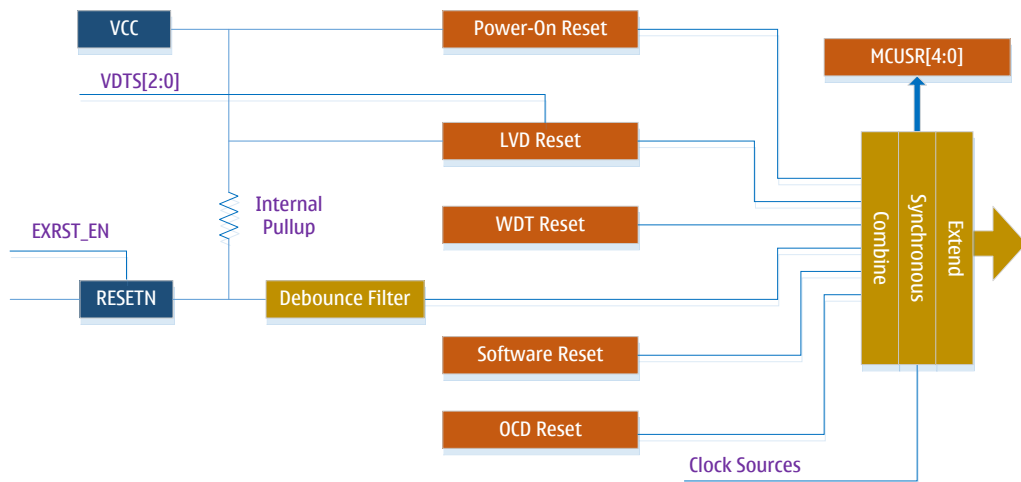 VCC
Power-On Reset
MCUSR[4:0]
VDTS[2:0]
LVD Reset
Internal
Pullup
WDT Reset
EXRST_EN
RESETN
Debounce Filter
Combine
Synchronous
Extend
Software Reset
OCD Reset
Clock Sources